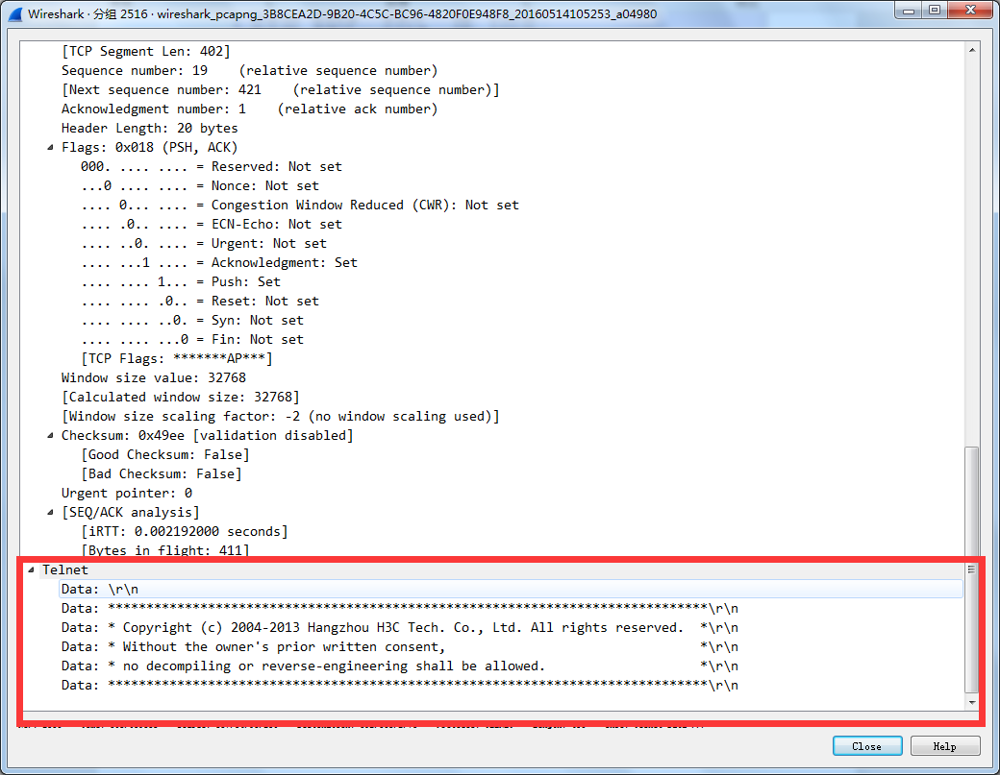 Wireshark · 分组 2516 · wireshark_pcapng_3B8CEA2D-9B20-4C5C-BC96-4820F0E948F8_20160514105253_a04980
[TCP Segment Len: 402]
Sequence number: 19    (relative sequence number)
[Next sequence number: 421    (relative sequence number)]
Acknowledgment number: 1    (relative ack number)
Header Length: 20 bytes
Flags: 0x018 (PSH, ACK)
000. .... .... = Reserved: Not set
...0 .... .... = Nonce: Not set
.... 0... .... = Congestion Window Reduced (CWR): Not set
.... .0.. .... = ECN-Echo: Not set
.... ..0. .... = Urgent: Not set
.... ...1 .... = Acknowledgment: Set
.... .... 1... = Push: Set
.... .... .0.. = Reset: Not set
.... .... ..0. = Syn: Not set
.... .... ...0 = Fin: Not set
[TCP Flags: *******AP***]
Window size value: 32768
[Calculated window size: 32768]
[Window size scaling factor: -2 (no window scaling used)]
Checksum: 0x49ee [validation disabled]
[Good Checksum: False]
[Bad Checksum: False]
Urgent pointer: 0
[SEQ/ACK analysis]
[iRTT: 0.002192000 seconds]
[Bytes in flight: 411]
Telnet
Data: \r\n
Data: ******************************************************************************\r\n
Data: * Copyright (c) 2004-2013 Hangzhou H3C Tech. Co., Ltd. All rights reserved.  *\r\n
Data: * Without the owner's prior written consent,                                 *\r\n
Data: * no decompiling or reverse-engineering shall be allowed.                    *\r\n
Data: ******************************************************************************\r\n
Close
Help